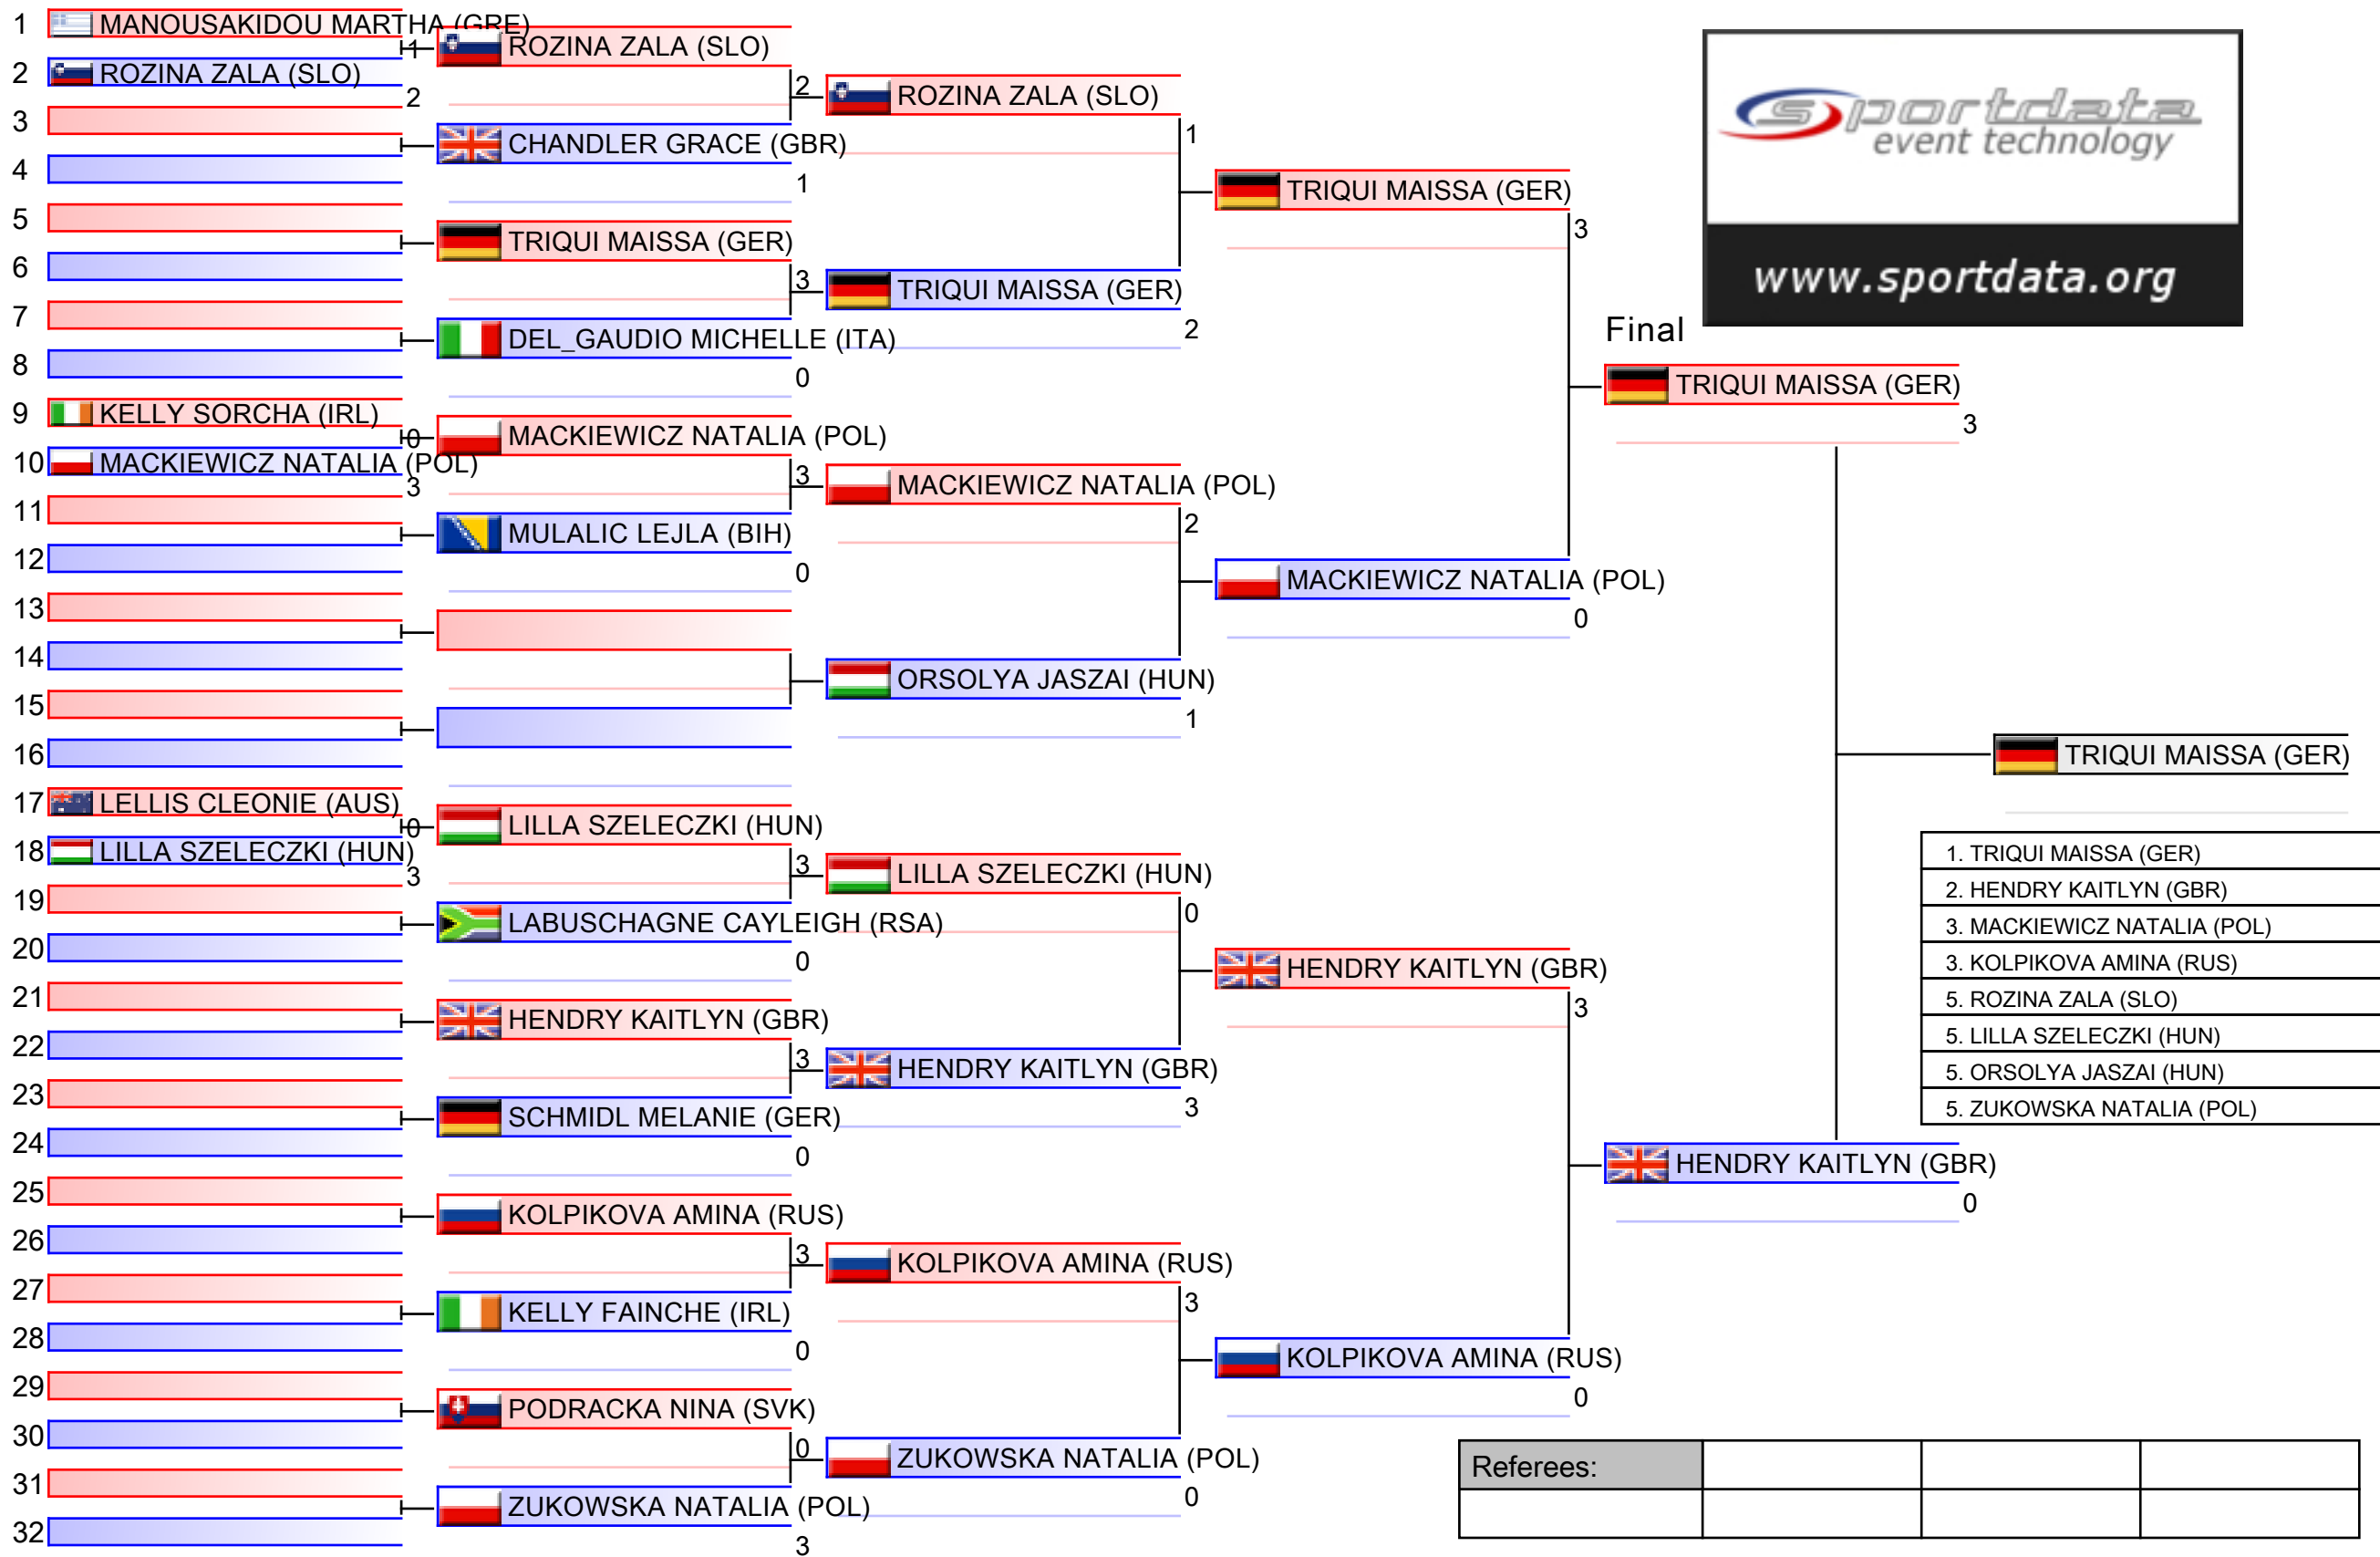 1 MANOUSAKIDOU MARTHA (GRE)
1
2 ROZINA ZALA (SLO)
2
3
4
5
6
7
8
9 KELLY SORCHA (IRL)
0
10 MACKIEWICZ NATALIA (POL)
3
11
12
13
14
15
16
17 LELLIS CLEONIE (AUS)
0
18 LILLA SZELECZKI (HUN)
3
19
20
21
22
23
24
25
26
27
28
29
30
31
32
ROZINA ZALA (SLO)
2
CHANDLER GRACE (GBR)
1
TRIQUI MAISSA (GER)
3
DEL_GAUDIO MICHELLE (ITA)
0
MACKIEWICZ NATALIA (POL)
3
MULALIC LEJLA (BIH)
0
LILLA SZELECZKI (HUN)
3
LABUSCHAGNE CAYLEIGH (RSA)
0
HENDRY KAITLYN (GBR)
3
SCHMIDL MELANIE (GER)
0
KOLPIKOVA AMINA (RUS)
3
KELLY FAINCHE (IRL)
0
PODRACKA NINA (SVK)
0
ZUKOWSKA NATALIA (POL)
3
ROZINA ZALA (SLO)
1
TRIQUI MAISSA (GER)
2
MACKIEWICZ NATALIA (POL)
2
ORSOLYA JASZAI (HUN)
1
LILLA SZELECZKI (HUN)
0
HENDRY KAITLYN (GBR)
3
KOLPIKOVA AMINA (RUS)
3
ZUKOWSKA NATALIA (POL)
0
TRIQUI MAISSA (GER)
3
MACKIEWICZ NATALIA (POL)
0
HENDRY KAITLYN (GBR)
3
KOLPIKOVA AMINA (RUS)
0
sportdata
event technology
www.sportdata.org
Final
TRIQUI MAISSA (GER)
3
HENDRY KAITLYN (GBR)
0
TRIQUI MAISSA (GER)
1. TRIQUI MAISSA (GER)
2. HENDRY KAITLYN (GBR)
3. MACKIEWICZ NATALIA (POL)
3. KOLPIKOVA AMINA (RUS)
5. ROZINA ZALA (SLO)
5. LILLA SZELECZKI (HUN)
5. ORSOLYA JASZAI (HUN)
5. ZUKOWSKA NATALIA (POL)
Referees: